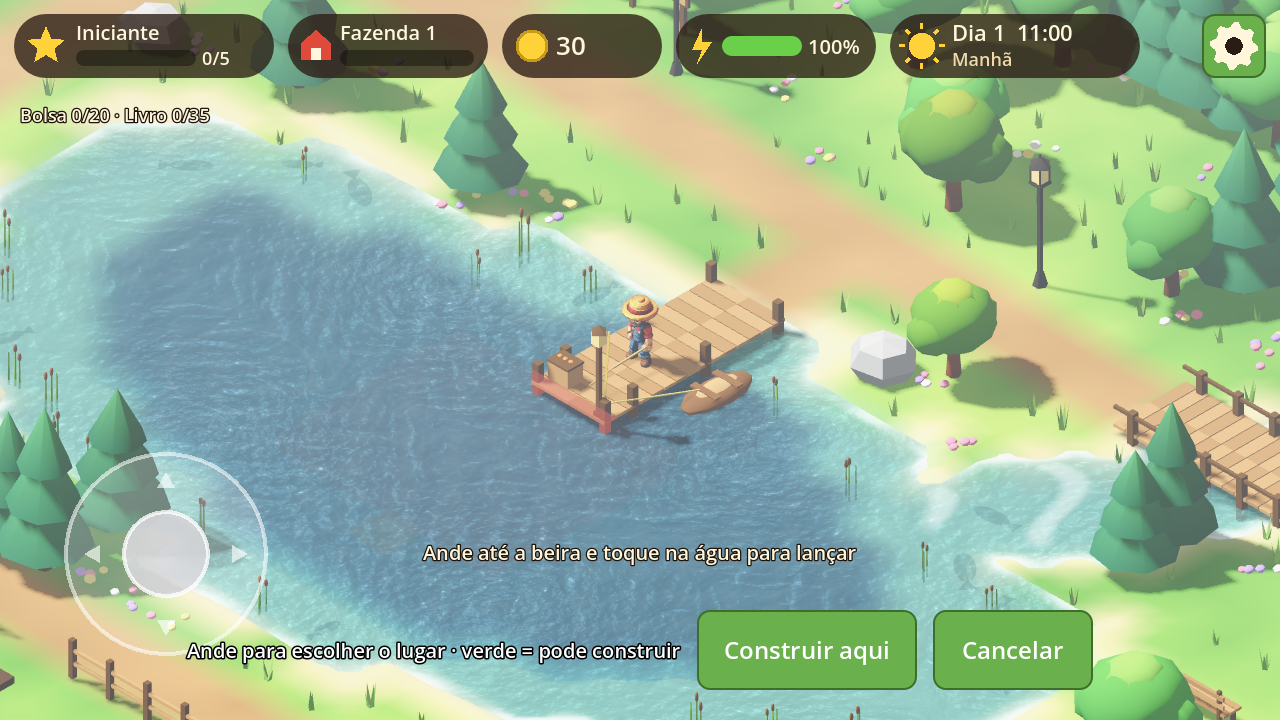 Iniciante
0/5
Fazenda 1
30
100%
Dia 1 11:00
Manhã
Bolsa 0/20 · Livro 0/35
Ande até a beira e toque na água para lançar
Ande para escolher o lugar · verde = pode construir
Construir aqui
Cancelar